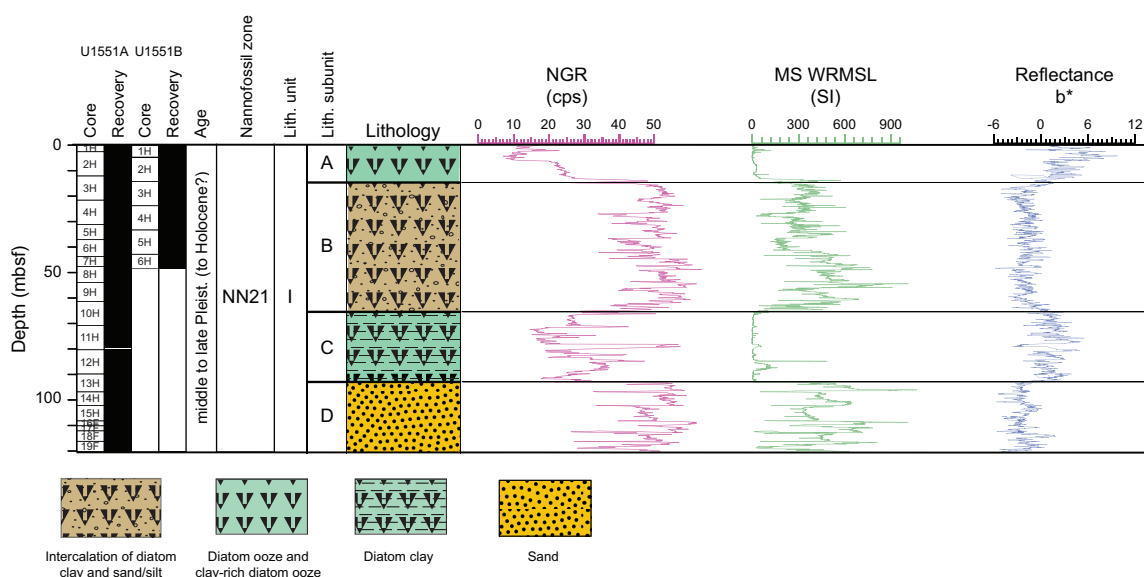 U1551A U1551B
Core
Recovery
Core
Recovery
Age
Nannofossil zone
Lith. unit
Lith. subunit
Lithology
NGR
(cps)
MS WRMSL
(SI)
Reflectance
b*
0 10 20 30 40 50
0 300 600 900
-6 0 6 12
Depth (mbsf)
0
50
100
1H
2H
3H
4H
5H
6H
7H
8H
9H
10H
11H
12H
13H
14H
15H
18F
19F
1H
2H
3H
4H
5H
6H
middle to late Pleist. (to Holocene?)
NN21
I
A
B
C
D
Intercalation of diatom
clay and sand/silt
Diatom ooze and
clay-rich diatom ooze
Diatom clay
Sand